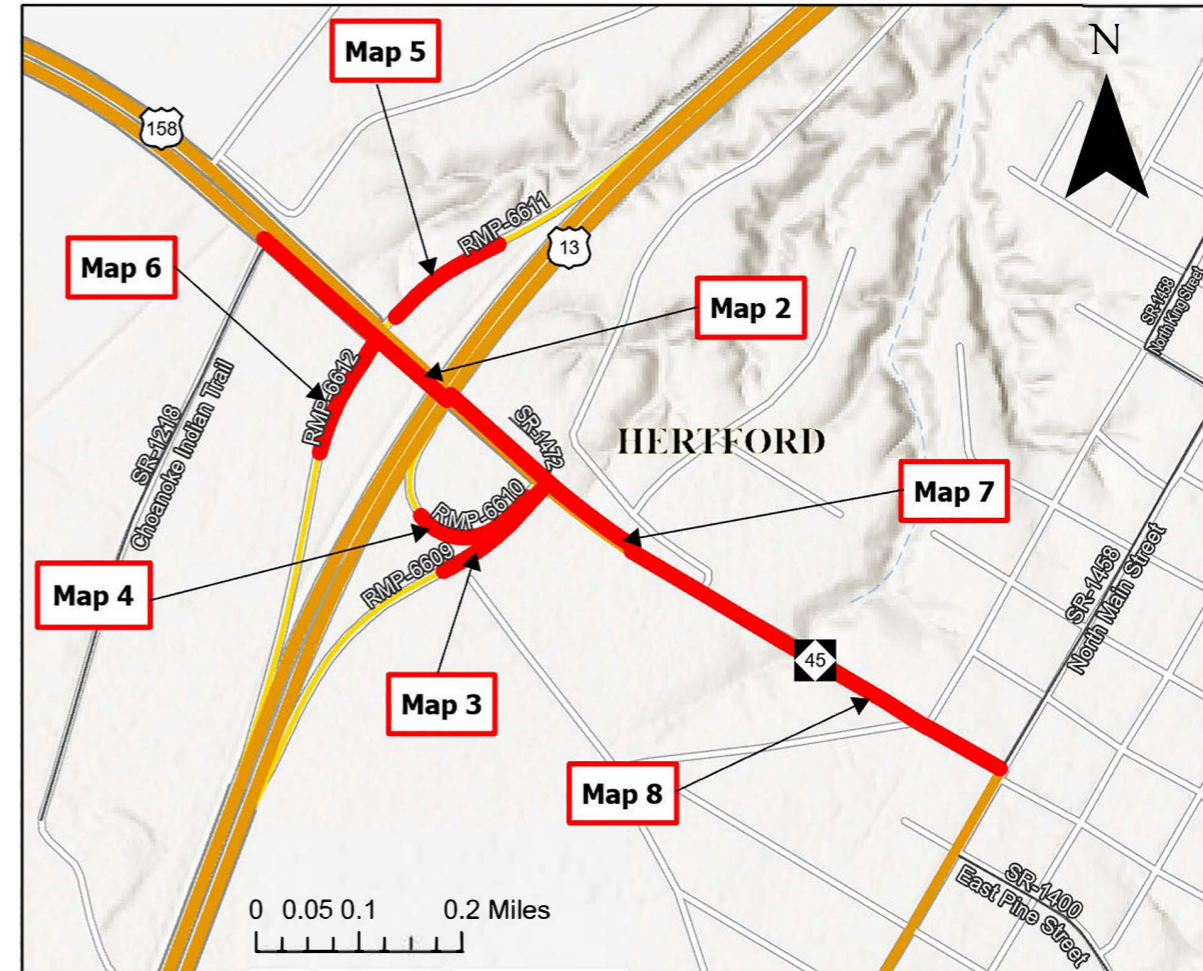 Map 5
N
158
RMP-6611
13
Map 6
Map 2
SR-1458
North King Street
RMP-6612
SR-1218
Choanoke Indian Trail
SR-1472
HERTFORD
Map 7
RMP-6610
RMP-6609
Map 4
SR-1458
North Main Street
45
Map 3
Map 8
SR-1400
East Pine Street
0 0.05 0.1 0.2 Miles